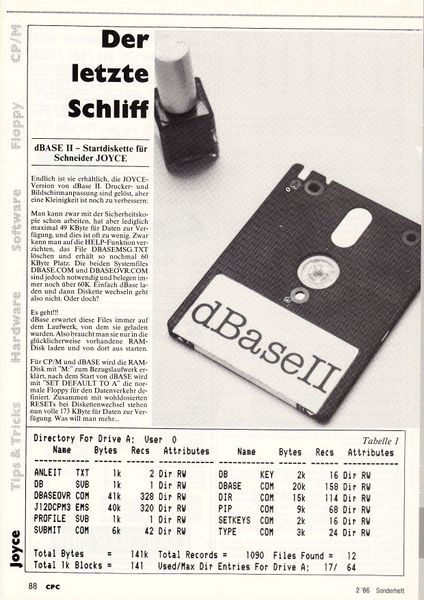 Der
letzte
Schliff
dBASE II – Startdiskette für
Schneider JOYCE
Endlich ist sie erhältlich, die JOYCE-
Version von dBase II. Drucker- und
Bildschirmanpassung sind gelöst, aber
eine Kleinigkeit ist noch zu verbessern:
Man kann zwar mit der Sicherheitsko-
pie schon arbeiten, hat aber lediglich
maximal 49 KByte für Daten zur Ver-
fügung, und dies ist oft zu wenig. Zwar
kann man auf die HELP-Funktion ver-
zichten, das File DBASEMSG.TXT
löschen und erhält so nochmal 60
KByte Platz. Die beiden Systemfiles
DBASE.COM und DBASEOVR.COM
sind jedoch notwendig und belegen im-
mer noch über 60K. Einfach dBase la-
den und dann Diskette wechseln geht
also nicht. Oder doch?
Es geht!!!
dBase erwartet diese Files immer auf
dem Laufwerk, von dem sie geladen
wurden. Also braucht man sie nur in die
glücklicherweise vorhandene RAM-
Disk laden und von dort aus starten.
Für CP/M und dBASE wird die RAM-
Disk mit "M:" zum Bezugslaufwerk er-
klärt, nach dem Start von dBASE wird
mit "SET DEFAULT TO A" die nor-
male Floppy für den Datenverkehr de-
finiert. Zusammen mit wohldosierten
RESETs bei Diskettenwechsel stehen
nun volle 173 KByte für Daten zur Ver-
fügung. Was will man mehr...
dBaseII
Directory For Drive A: User 0
Tabelle 1
Name Bytes Recs Attributes Name Bytes Recs Attributes
ANLEIT TXT 1k 2 Dir RW DB KEY 2k 16 Dir RW
DB SUB 1k 1 Dir RW DBASE COM 20k 158 Dir RW
DBASEOVR COM 41k 328 Dir RW DIR COM 15k 114 Dir RW
J12DCPM3 EMS 40k 320 Dir RW PIP COM 9k 68 Dir RW
PROFILE SUB 1k 1 Dir RW SETKEYS COM 2k 16 Dir RW
SUBMIT COM 6k 42 Dir RW TYPE COM 3k 24 Dir RW
Total Bytes = 141k Total Records = 1090 Files Found = 12
Total 1k Blocks = 141 Used/Max Dir Entries For Drive A: 17/ 64
Joyce Tips & Tricks Hardware Software Floppy CP/M
88 CPC
2 '86 Sonderheft